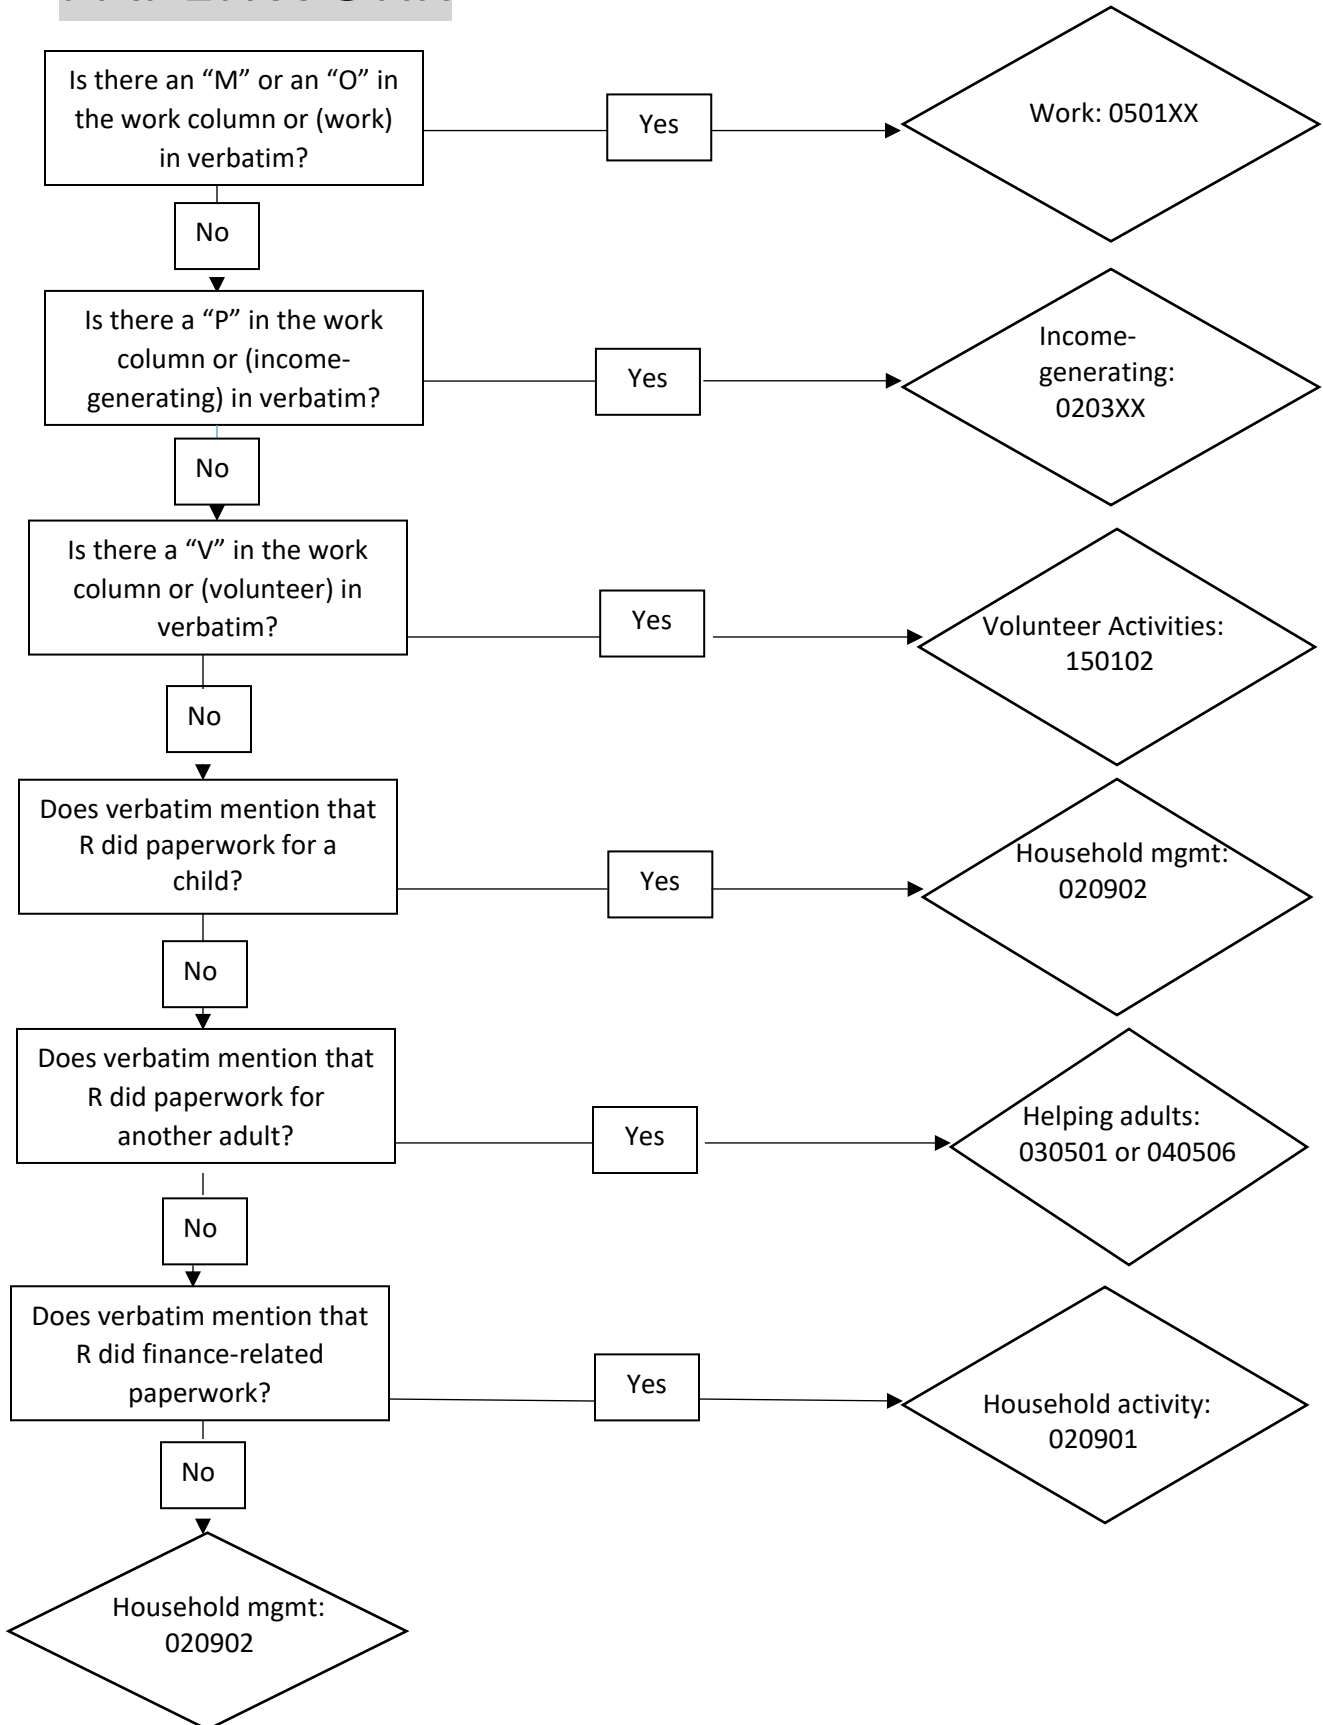 Is there an “M” or an “O” in
the work column or (work)
in verbatim?
Yes
Work: 0501XX
No
Is there a “P” in the work
column or (income-
generating) in verbatim?
Yes
Income-
generating:
0203XX
No
Is there a “V” in the work
column or (volunteer) in
verbatim?
Yes
Volunteer Activities:
150102
No
Does verbatim mention that
R did paperwork for a
child?
Yes
Household mgmt:
020902
No
Does verbatim mention that
R did paperwork for
another adult?
Yes
Helping adults:
030501 or 040506
No
Does verbatim mention that
R did finance-related
paperwork?
Yes
Household activity:
020901
No
Household mgmt:
020902